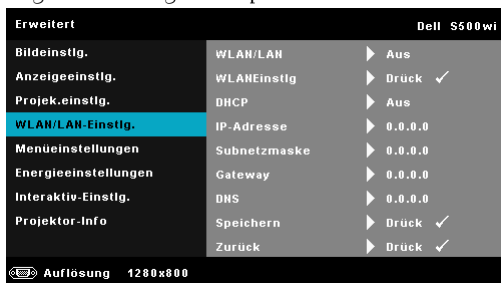 Erweitert Dell S500wi
Bildeinstlg.
Anzeigeeinstlg.
Projek.einstlg.
WLAN/LAN-Einstlg.
Menüeinstellungen
Energieeinstellungen
Interaktiv-Einstlg.
Projektor-Info
WLAN/LAN Aus
WLANEinstlg Drück ✓
DHCP Aus
IP-Adresse 0.0.0.0
Subnetzmaske 0.0.0.0
Gateway 0.0.0.0
DNS 0.0.0.0
Speichern Drück ✓
Zurück Drück ✓
Auflösung 1280x800